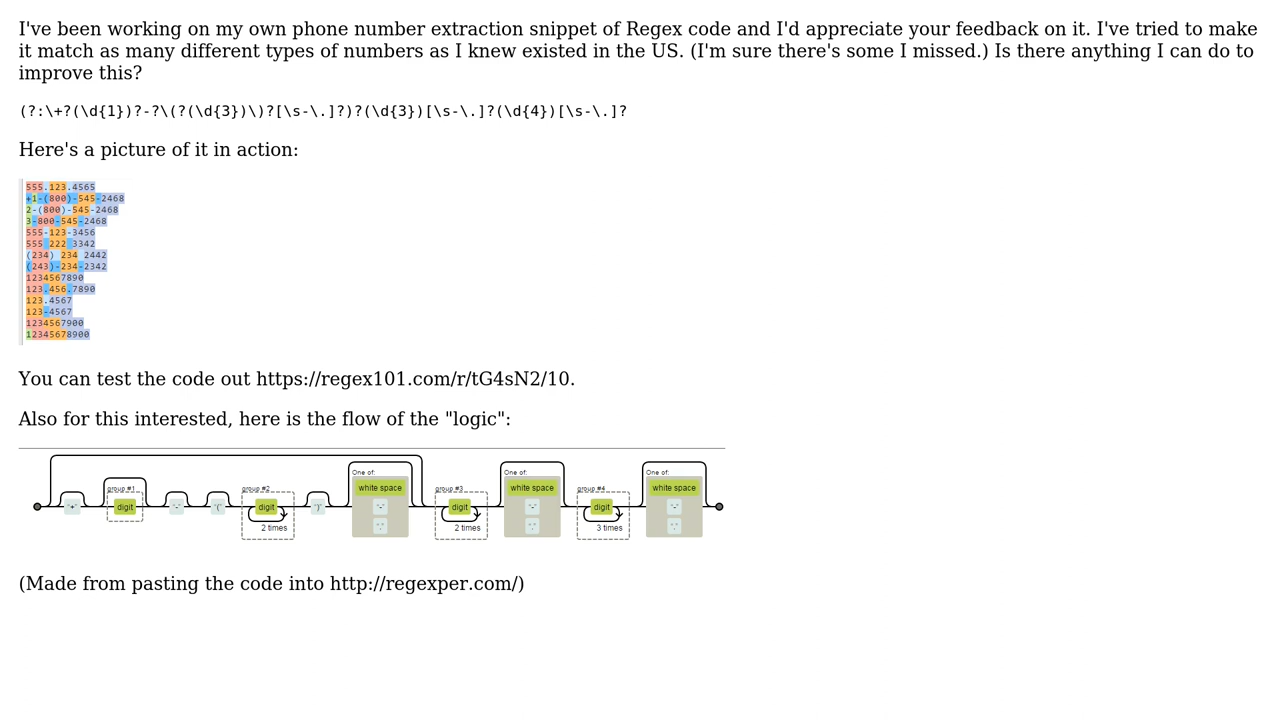 I've been working on my own phone number extraction snippet of Regex code and I'd appreciate your feedback on it. I've tried to make
it match as many different types of numbers as I knew existed in the US. (I'm sure there's some I missed.) Is there anything I can do to
improve this?
(?:\+?(\d{1})?-?\(?(\d{3})\)?[\s-\.]?)?(\d{3})[\s-\.]?(\d{4})[\s-\.]?
Here's a picture of it in action:
555.123.4565
+1-(800)-545-2468
2-(800)-545-2468
3-800-545-2468
555-123-3456
555 222 3342
(234) 234 2442
(243)-234-2342
1234567890
123.456.7890
123.4567
123-4567
1234567900
12345678900
You can test the code out https://regex101.com/r/tG4sN2/10.
Also for this interested, here is the flow of the "logic":
One of: One of: One of:
group #1 group #2 white space group #3 white space group #4 white space
"+" digit "-" "(" digit ")" "-" digit "-" digit "-"
2 times "." 2 times "." 3 times "."
(Made from pasting the code into http://regexper.com/)